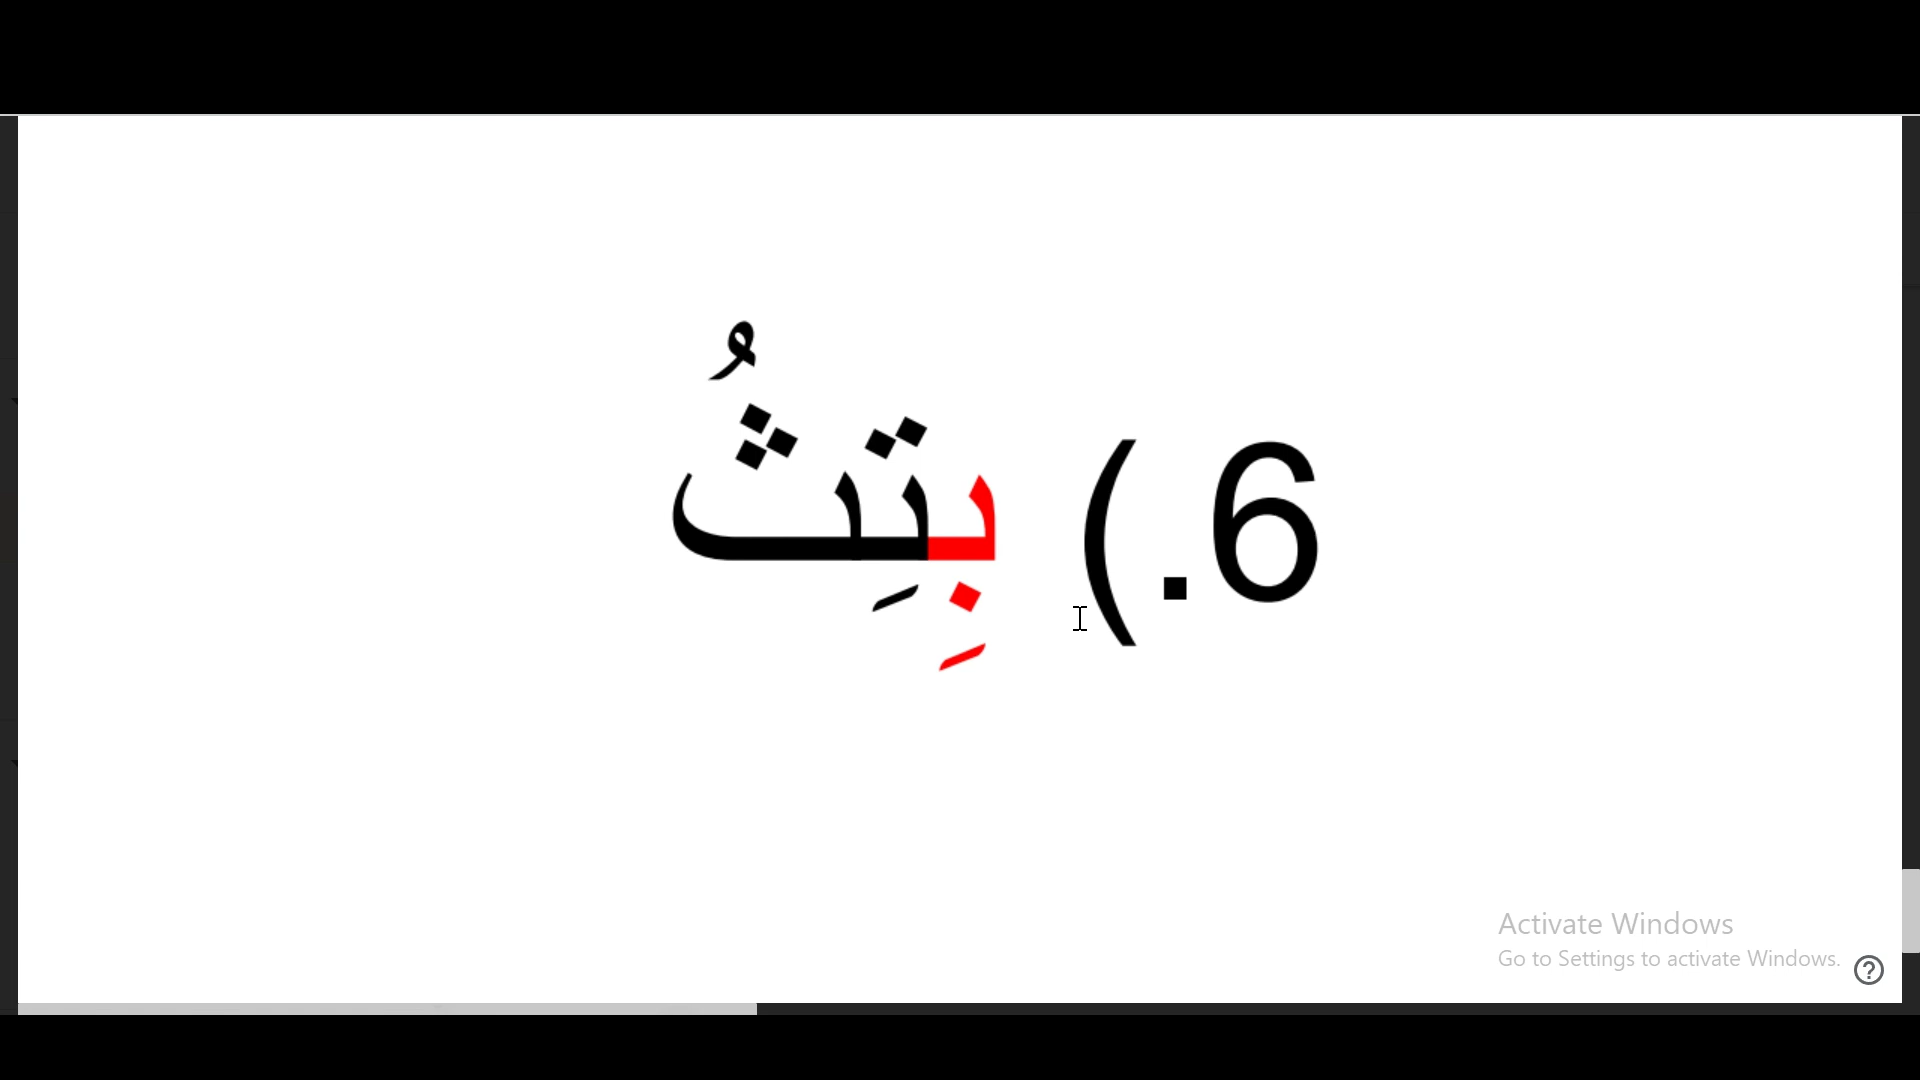 6.) بِتِثُ
Activate Windows
Go to Settings to activate Windows.